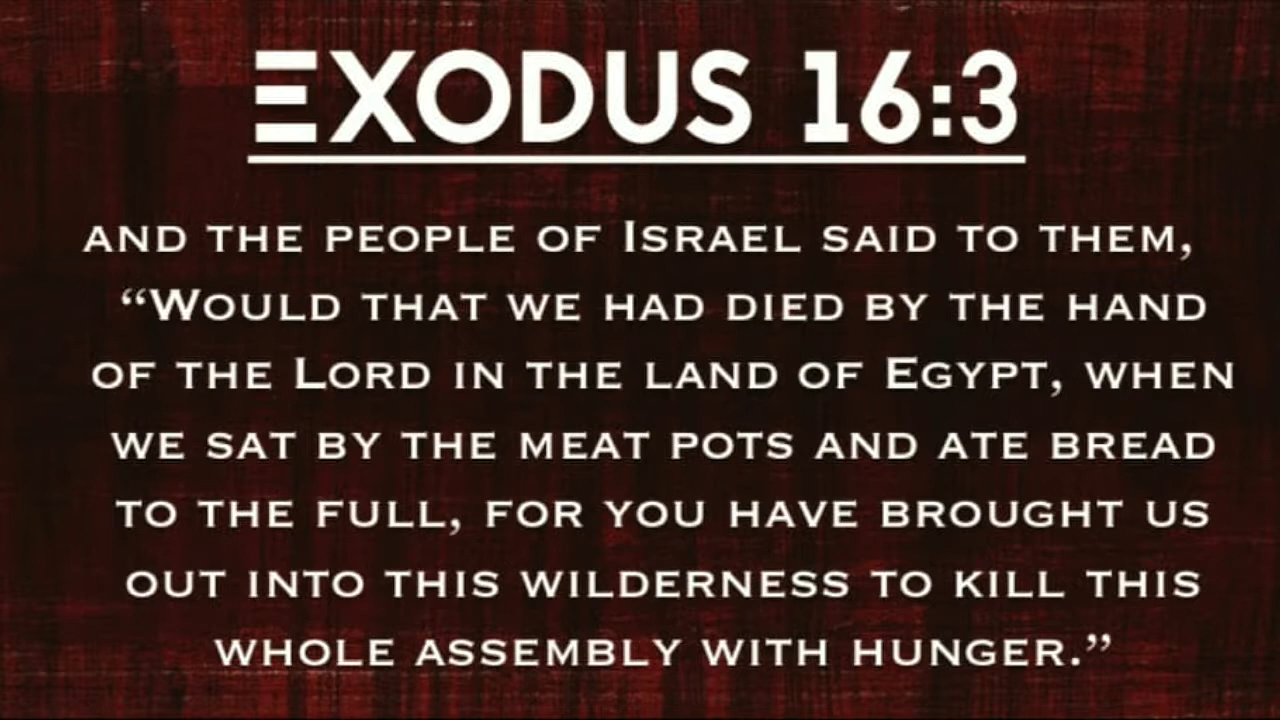 EXODUS 16:3
AND THE PEOPLE OF ISRAEL SAID TO THEM,
“WOULD THAT WE HAD DIED BY THE HAND
OF THE LORD IN THE LAND OF EGYPT, WHEN
WE SAT BY THE MEAT POTS AND ATE BREAD
TO THE FULL, FOR YOU HAVE BROUGHT US
OUT INTO THIS WILDERNESS TO KILL THIS
WHOLE ASSEMBLY WITH HUNGER.”